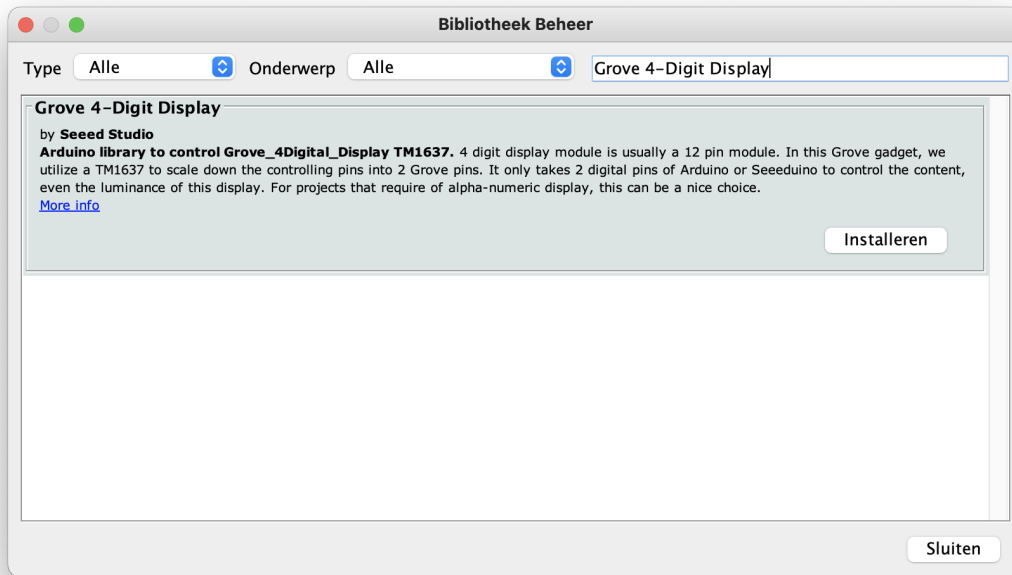 Bibliotheek Beheer
Type Alle Onderwerp Alle Grove 4-Digit Display
Grove 4-Digit Display
by Seeed Studio
Arduino library to control Grove_4Digital_Display TM1637. 4 digit display module is usually a 12 pin module. In this Grove gadget, we
utilize a TM1637 to scale down the controlling pins into 2 Grove pins. It only takes 2 digital pins of Arduino or Seeeduino to control the content,
even the luminance of this display. For projects that require of alpha-numeric display, this can be a nice choice.
More info
Installeren
Sluiten